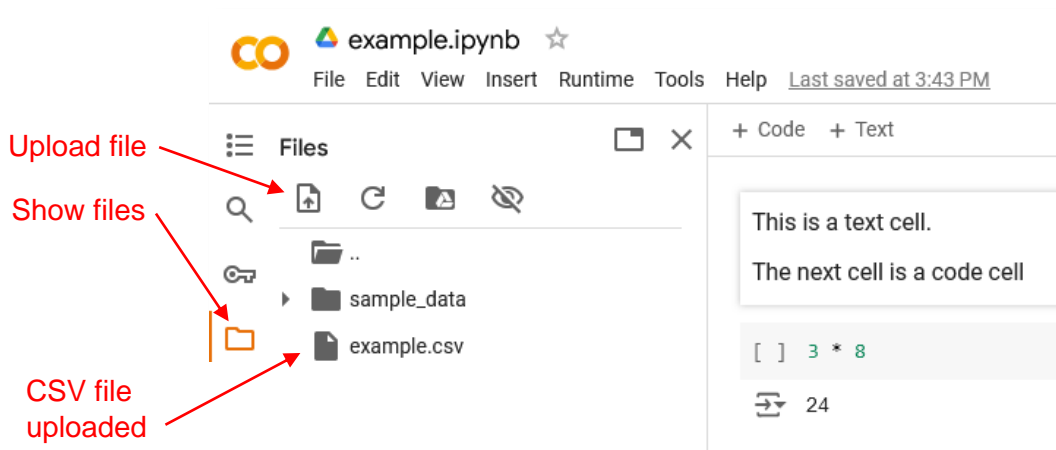 example.ipynb
File Edit View Insert Runtime Tools Help Last saved at 3:43 PM
Upload file
Show files
CSV file
uploaded
Files
..
sample_data
example.csv
+ Code + Text
This is a text cell.
The next cell is a code cell
[ ] 3 * 8
24